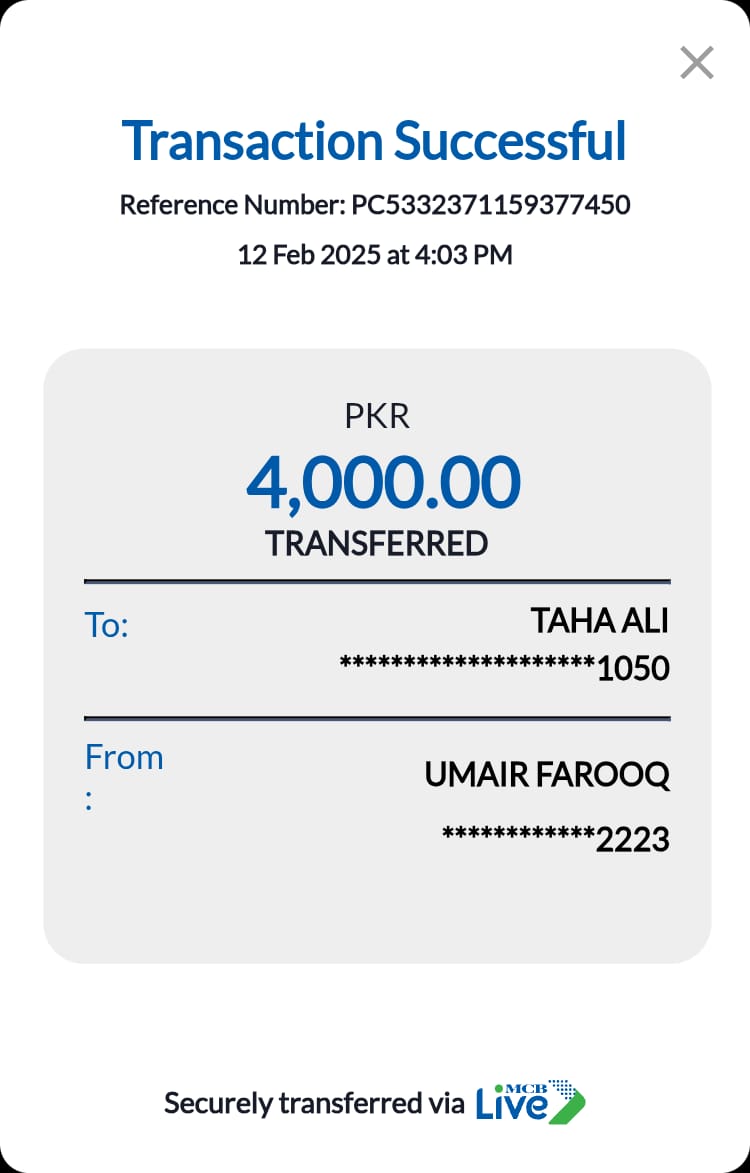 Transaction Successful
Reference Number: PC5332371159377450
12 Feb 2025 at 4:03 PM
PKR
4,000.00
TRANSFERRED
To:
TAHA ALI
********************1050
From
:
UMAIR FAROOQ
************2223
Securely transferred via MCB Live